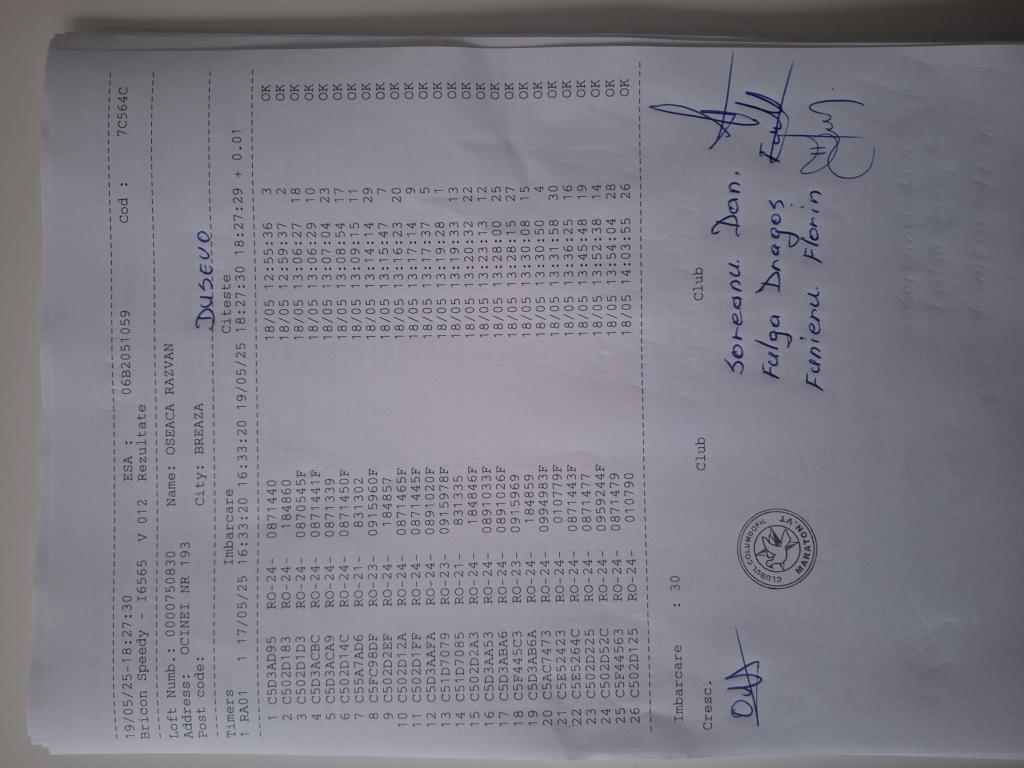 19/05/25-18:27:30 ESA : 06B2051059 Cod : 7C564C
Bricon Speedy - 16565 V 012 Rezultate
Loft Numb.: 0000750830 Name: OSEACA RAZVAN
Address: OCINEI NR 193
Post code: City: BREAZA DUSEVO
Timers Imbarcare Citeste
1 RA01 1 17/05/25 16:33:20 16:33:20 19/05/25 18:27:30 18:27:29 + 0.01
1 C5D3AD95 RO-24- 0871440 18/05 12:55:36 3 OK
2 C502D183 RO-24- 184860 18/05 12:59:37 2 OK
3 C502D1D3 RO-24- 0870545F 18/05 13:06:27 18 OK
4 C5D3ACBC RO-24- 0871441F 18/05 13:06:29 10 OK
5 C5D3ACA9 RO-24- 0871339 18/05 13:07:04 23 OK
6 C502D14C RO-24- 0871450F 18/05 13:08:54 17 OK
7 C55A7AD6 RO-21- 831302 18/05 13:09:15 11 OK
8 C5FC98DF RO-23- 0915960F 18/05 13:14:14 29 OK
9 C502D2EF RO-24- 184857 18/05 13:15:47 7 OK
10 C502D12A RO-24- 0871465F 18/05 13:16:23 20 OK
11 C502D1FF RO-24- 0871445F 18/05 13:17:14 9 OK
12 C5D3AAFA RO-24- 0891020F 18/05 13:17:37 5 OK
13 C51D7079 RO-23- 0915978F 18/05 13:19:28 1 OK
14 C51D7085 RO-21- 831335 18/05 13:19:33 13 OK
15 C502D2A3 RO-24- 184846F 18/05 13:20:32 22 OK
16 C5D3AA53 RO-24- 0891033F 18/05 13:23:13 12 OK
17 C5D3ABA6 RO-24- 0891026F 18/05 13:28:00 25 OK
18 C5F445C3 RO-23- 0915969 18/05 13:28:15 27 OK
19 C5D3AB6A RO-24- 184859 18/05 13:30:08 15 OK
20 C5AC7473 RO-24- 0994983F 18/05 13:30:50 4 OK
21 C5E52423 RO-24- 010779F 18/05 13:31:58 30 OK
22 C5E5264C RO-24- 0871443F 18/05 13:36:25 16 OK
23 C502D225 RO-24- 0871477 18/05 13:45:48 19 OK
24 C502D52C RO-24- 0959244F 18/05 13:52:38 14 OK
25 C5F44563 RO-24- 0871479 18/05 13:54:04 28 OK
26 C502D125 RO-24- 010790 18/05 14:03:55 26 OK
Imbarcare : 30
Cresc. Club Club
Soreanu Dan.
Fulga Dragos
Funieru Florin
CLUBUL COLUMBOFIL
MARATON VT